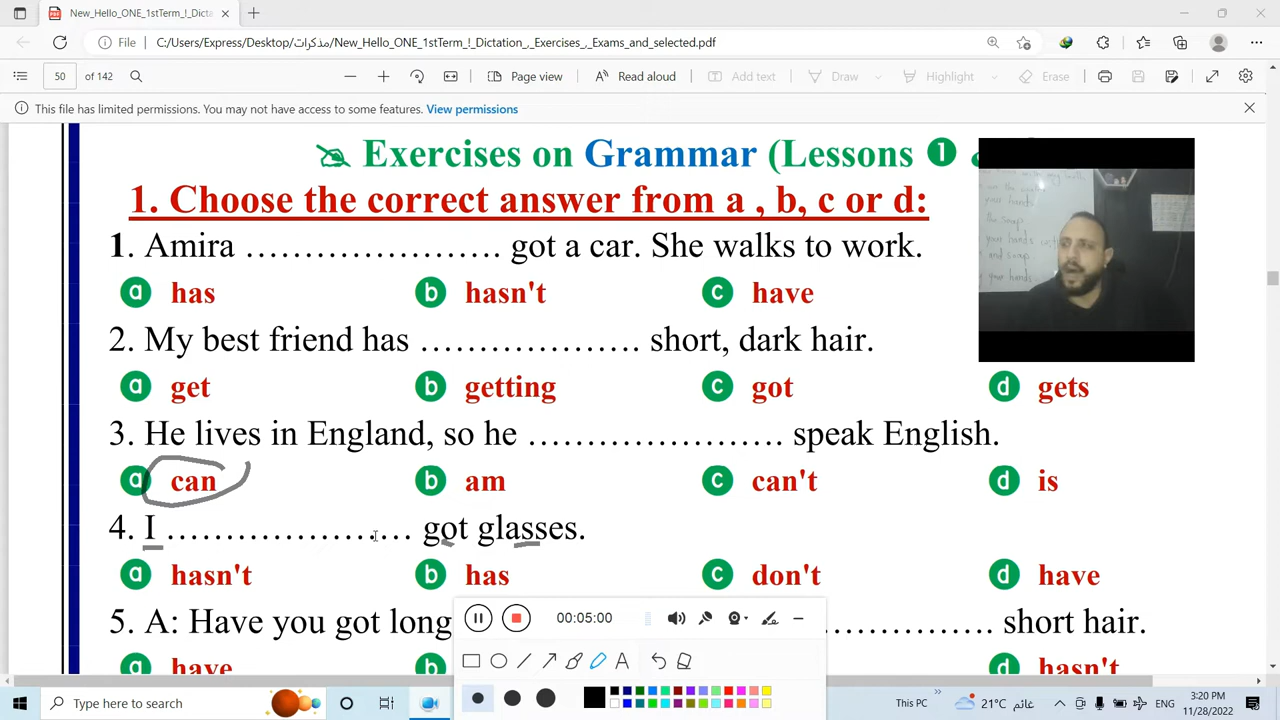 New_Hello_ONE_1stTerm_!_Dicta
File C:/Users/Express/Desktop/مذكرات/New_Hello_ONE_1stTerm_!_Dictation_,_Exercises_,_Exams_and_selected.pdf
50 of 142 Page view Read aloud Add text Draw Highlight Erase
This file has limited permissions. You may not have access to some features. View permissions
Exercises on Grammar (Lessons ❶
1. Choose the correct answer from a , b, c or d:
1. Amira …………………. got a car. She walks to work.
a has b hasn't c have
2. My best friend has ………………. short, dark hair.
a get b getting c got d gets
3. He lives in England, so he ……………………. speak English.
a can b am c can't d is
4. I …………………… got glasses.
a hasn't b has c don't d have
5. A: Have you got long ……………. short hair.
a have b d hasn't
00:05:00
Type here to search
This PC 21°C غائم 3:20 PM
11/28/2022